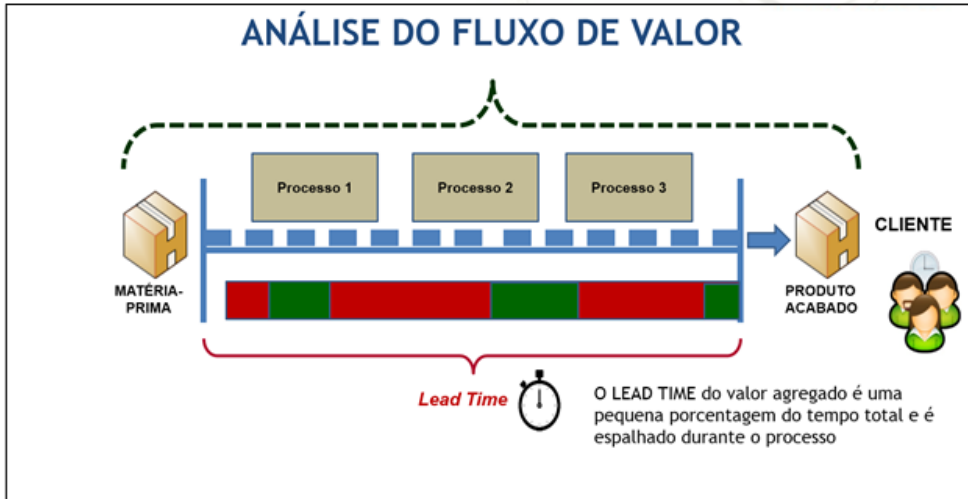 ANÁLISE DO FLUXO DE VALOR
Processo 1
Processo 2
Processo 3
MATÉRIA-
PRIMA
CLIENTE
PRODUTO
ACABADO
Lead Time
O LEAD TIME do valor agregado é uma
pequena porcentagem do tempo total e é
espalhado durante o processo